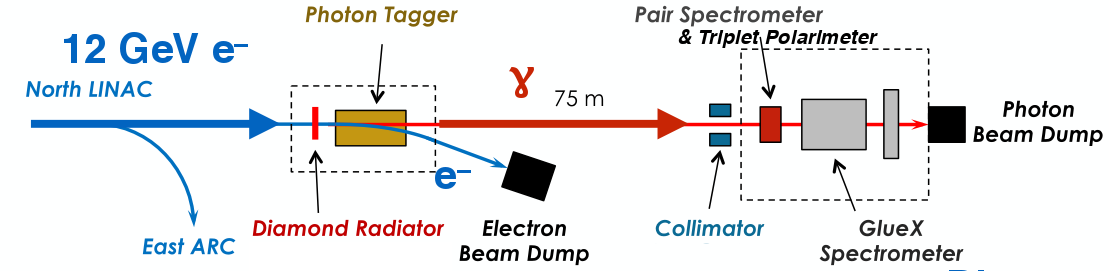 Photon Tagger
Pair Spectrometer
& Triplet Polarimeter
12 GeV e–
North LINAC
γ
75 m
Photon
Beam Dump
e–
Diamond Radiator
Electron
Beam Dump
Collimator
GlueX
Spectrometer
East ARC